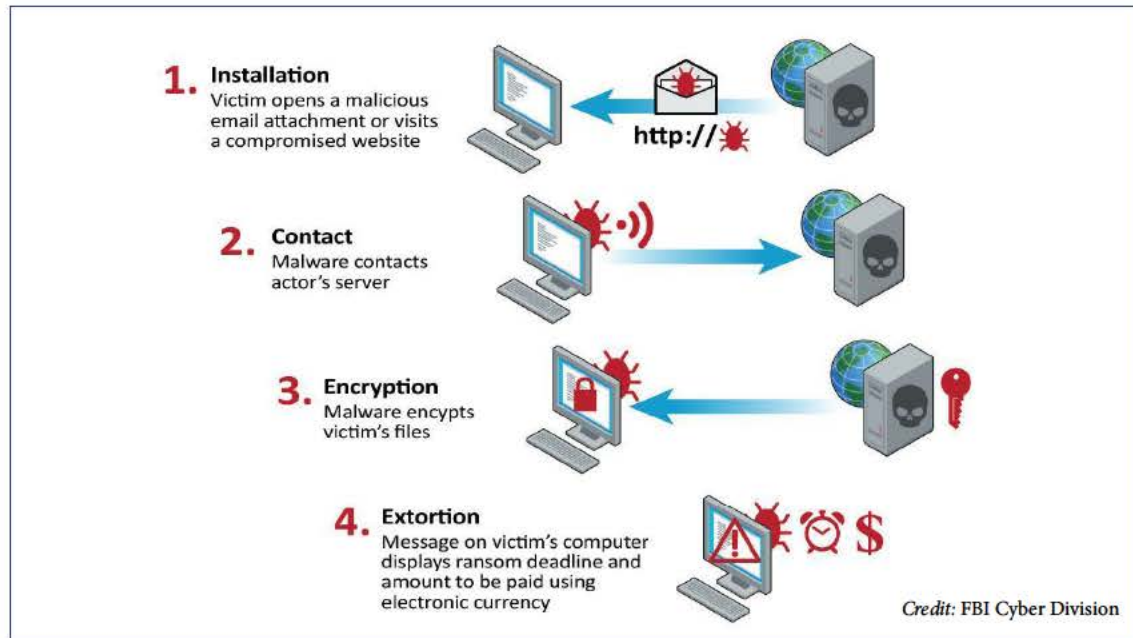 1. Installation
Victim opens a malicious
email attachment or visits
a compromised website
http://
2. Contact
Malware contacts
actor's server
3. Encryption
Malware encypts
victim's files
4. Extortion
Message on victim's computer
displays ransom deadline and
amount to be paid using
electronic currency
$
Credit: FBI Cyber Division